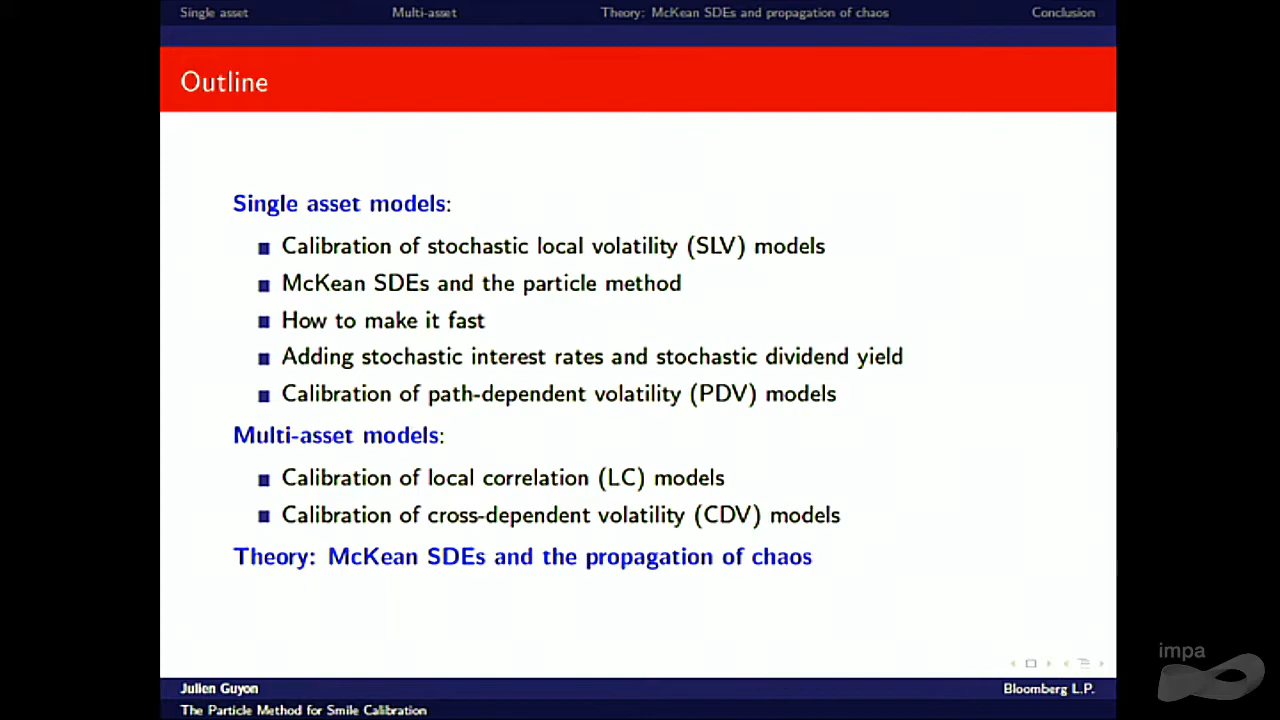 Single asset Multi-asset Theory: McKean SDEs and propagation of chaos Conclusion
Outline
Single asset models:
Calibration of stochastic local volatility (SLV) models
McKean SDEs and the particle method
How to make it fast
Adding stochastic interest rates and stochastic dividend yield
Calibration of path-dependent volatility (PDV) models
Multi-asset models:
Calibration of local correlation (LC) models
Calibration of cross-dependent volatility (CDV) models
Theory: McKean SDEs and the propagation of chaos
impa
Julien Guyon Bloomberg L.P.
The Particle Method for Smile Calibration